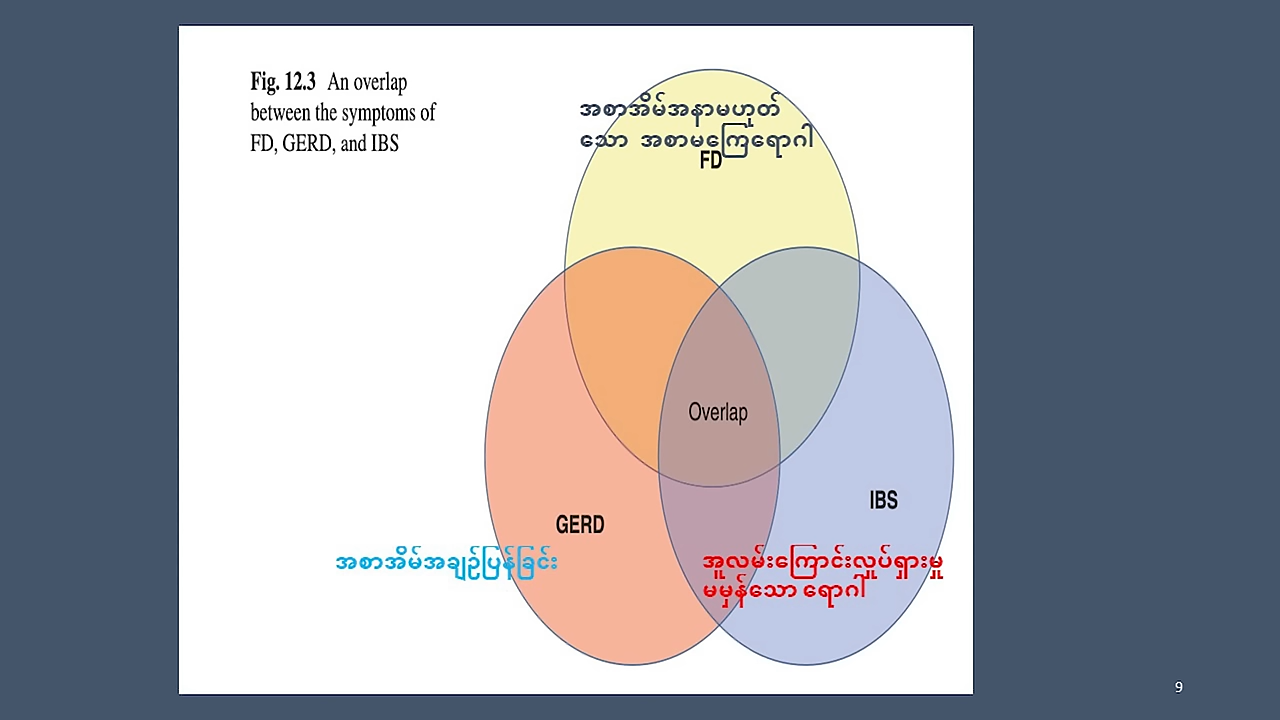 Fig. 12.3 An overlap
between the symptoms of
FD, GERD, and IBS
အစာအိမ်အနာမဟုတ်
သော အစာမကြေရောဂါ
FD
Overlap
IBS
GERD
အစာအိမ်အချဉ်ပြန်ခြင်း
အူလမ်းကြောင်းလှုပ်ရှားမှု
မမှန်သော ရောဂါ
9